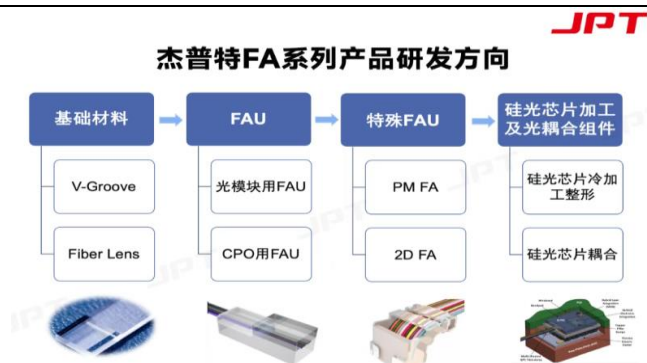 JPT
杰普特FA系列产品研发方向
基础材料
FAU
特殊FAU
硅光芯片加工
及光耦合组件
V-Groove
光模块用FAU
PM FA
硅光芯片冷加
工整形
Fiber Lens
CPO用FAU
2D FA
硅光芯片耦合